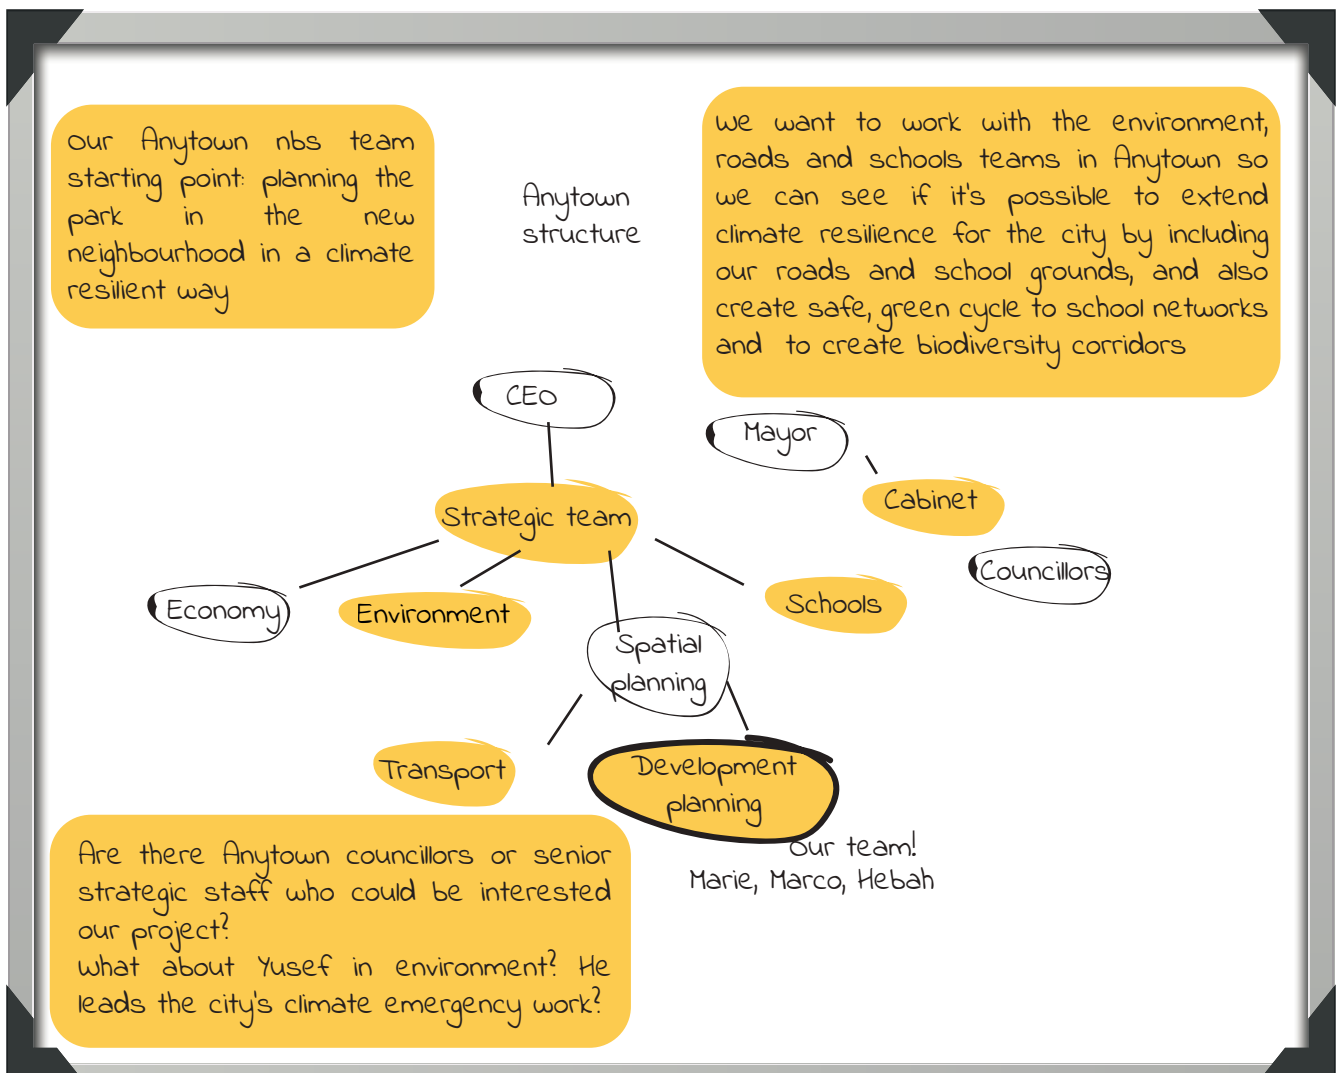 Our Anytown nbs team
starting point: planning the
park in the new
neighbourhood in a climate
resilient way
Anytown
structure
We want to work with the environment,
roads and schools teams in Anytown so
we can see if it's possible to extend
climate resilience for the city by including
our roads and school grounds, and also
create safe, green cycle to school networks
and to create biodiversity corridors
CEO
Mayor
Cabinet
Strategic team
Councillors
Economy
Environment
Schools
Spatial
planning
Transport
Development
planning
Our team!
Marie, Marco, Hebah
Are there Anytown councillors or senior
strategic staff who could be interested
our project?
What about Yusef in environment? He
leads the city's climate emergency work?